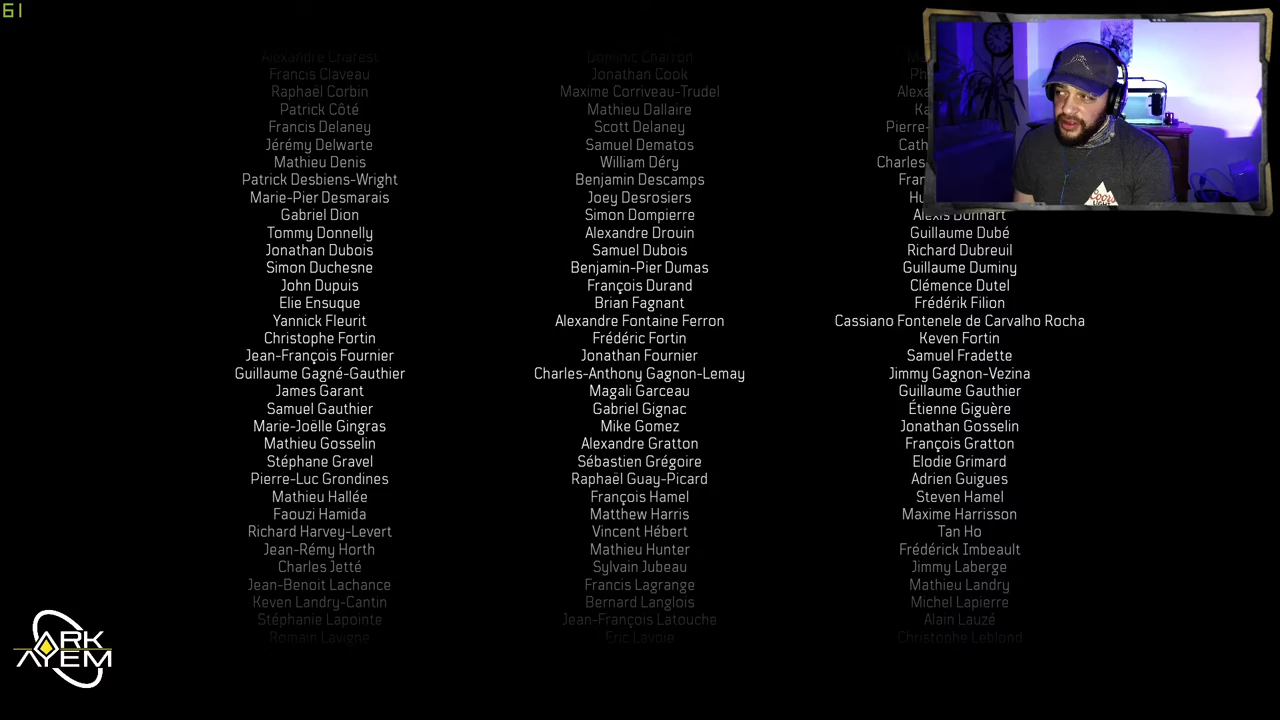 61
Alexandre Charest Dominic Charron
Francis Claveau Jonathan Cook
Raphaël Corbin Maxime Corriveau-Trudel
Patrick Côté Mathieu Dallaire
Francis Delaney Scott Delaney Pierre-
Jérémy Delwarte Samuel Dematos
Mathieu Denis William Déry Charles-
Patrick Desbiens-Wright Benjamin Descamps
Marie-Pier Desmarais Joey Desrosiers
Gabriel Dion Simon Dompierre Alexis Donnart
Tommy Donnelly Alexandre Drouin Guillaume Dubé
Jonathan Dubois Samuel Dubois Richard Dubreuil
Simon Duchesne Benjamin-Pier Dumas Guillaume Duminy
John Dupuis François Durand Clémence Dutel
Elie Ensuque Brian Fagnant Frédérik Filion
Yannick Fleurit Alexandre Fontaine Ferron Cassiano Fontenele de Carvalho Rocha
Christophe Fortin Frédéric Fortin Keven Fortin
Jean-François Fournier Jonathan Fournier Samuel Fradette
Guillaume Gagné-Gauthier Charles-Anthony Gagnon-Lemay Jimmy Gagnon-Vezina
James Garant Magali Garceau Guillaume Gauthier
Samuel Gauthier Gabriel Gignac Étienne Giguère
Marie-Joëlle Gingras Mike Gomez Jonathan Gosselin
Mathieu Gosselin Alexandre Gratton François Gratton
Stéphane Gravel Sébastien Grégoire Elodie Grimard
Pierre-Luc Grondines Raphaël Guay-Picard Adrien Guigues
Mathieu Hallée François Hamel Steven Hamel
Faouzi Hamida Matthew Harris Maxime Harrisson
Richard Harvey-Levert Vincent Hébert Tan Ho
Jean-Rémy Horth Mathieu Hunter Frédérick Imbeault
Charles Jetté Sylvain Jubeau Jimmy Laberge
Jean-Benoit Lachance Francis Lagrange Mathieu Landry
Keven Landry-Cantin Bernard Langlois Michel Lapierre
Stéphanie Lapointe Jean-François Latouche Alain Lauzé
Romain Lavigne Eric Lavoie Christophe Leblond
ARK
AYEM